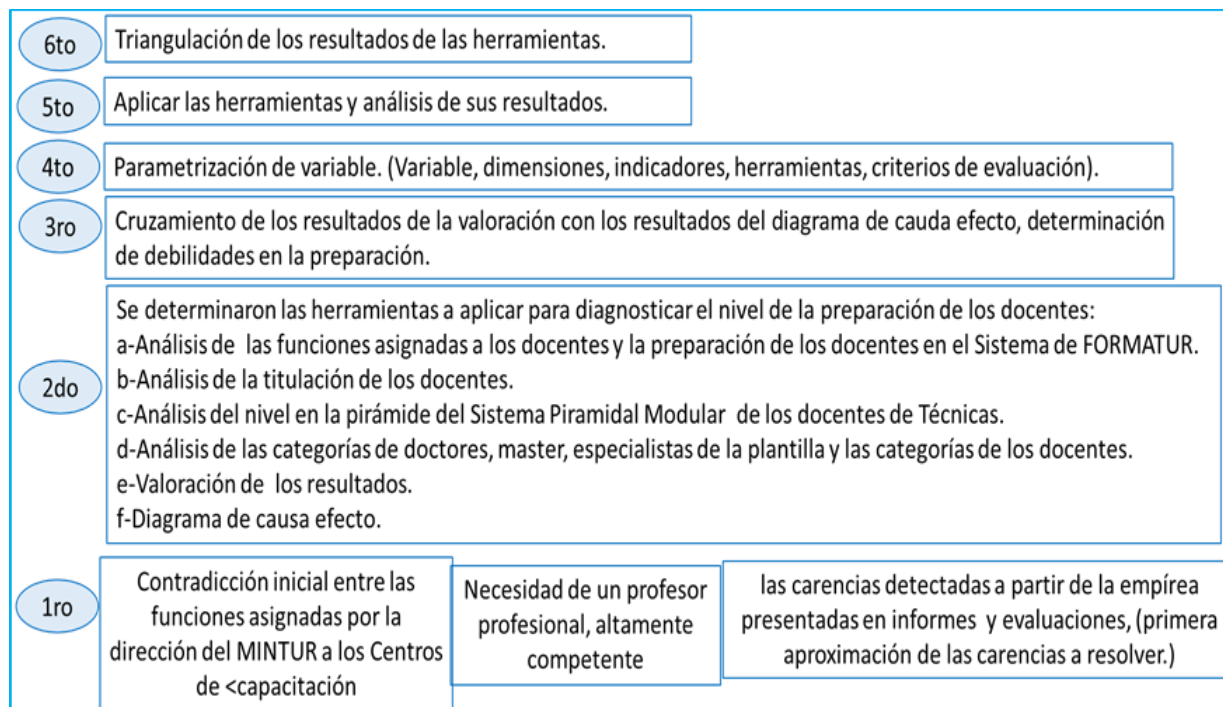 6to
Triangulación de los resultados de las herramientas.
5to
Aplicar las herramientas y análisis de sus resultados.
4to
Parametrización de variable. (Variable, dimensiones, indicadores, herramientas, criterios de evaluación).
3ro
Cruzamiento de los resultados de la valoración con los resultados del diagrama de cauda efecto, determinación
de debilidades en la preparación.
2do
Se determinaron las herramientas a aplicar para diagnosticar el nivel de la preparación de los docentes:
a-Análisis de las funciones asignadas a los docentes y la preparación de los docentes en el Sistema de FORMATUR.
b-Análisis de la titulación de los docentes.
c-Análisis del nivel en la pirámide del Sistema Piramidal Modular de los docentes de Técnicas.
d-Análisis de las categorías de doctores, master, especialistas de la plantilla y las categorías de los docentes.
e-Valoración de los resultados.
f-Diagrama de causa efecto.
1ro
Contradicción inicial entre las
funciones asignadas por la
dirección del MINTUR a los Centros
de <capacitación
Necesidad de un profesor
profesional, altamente
competente
las carencias detectadas a partir de la empírea
presentadas en informes y evaluaciones, (primera
aproximación de las carencias a resolver.)